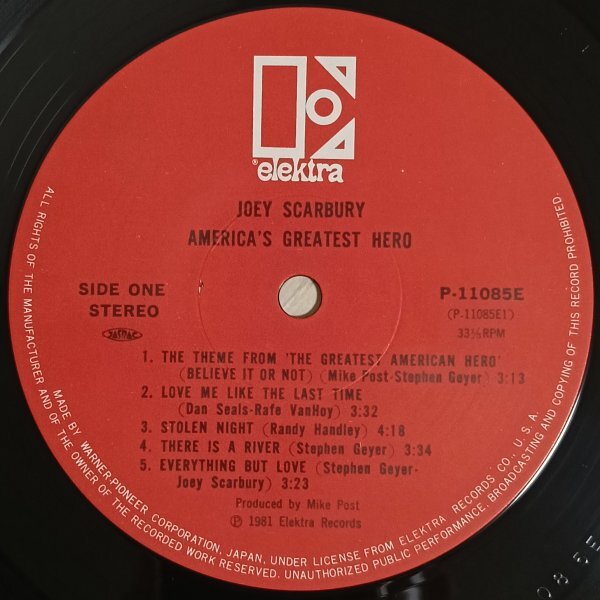 ® elektra
JOEY SCARBURY
AMERICA'S GREATEST HERO
SIDE ONE
STEREO
JASRAC
P-11085E
(P-11085E1)
33⅓RPM
1. THE THEME FROM 'THE GREATEST AMERICAN HERO'
(BELIEVE IT OR NOT) (Mike Post-Stephen Geyer) 3:13
2. LOVE ME LIKE THE LAST TIME
(Dan Seals-Rafe VanHoy) 3:32
3. STOLEN NIGHT (Randy Handley) 4:18
4. THERE IS A RIVER (Stephen Geyer) 3:34
5. EVERYTHING BUT LOVE (Stephen Geyer-
Joey Scarbury) 3:23
Produced by Mike Post.
Ⓟ 1981 Elektra Records
MADE BY WARNER-PIONEER CORPORATION, JAPAN, UNDER LICENSE FROM ELEKTRA RECORDS CO., U.S.A.
ALL RIGHTS OF THE MANUFACTURER AND OF THE OWNER OF THE RECORDED WORK RESERVED. UNAUTHORIZED PUBLIC PERFORMANCE, BROADCASTING AND COPYING OF THIS RECORD PROHIBITED.